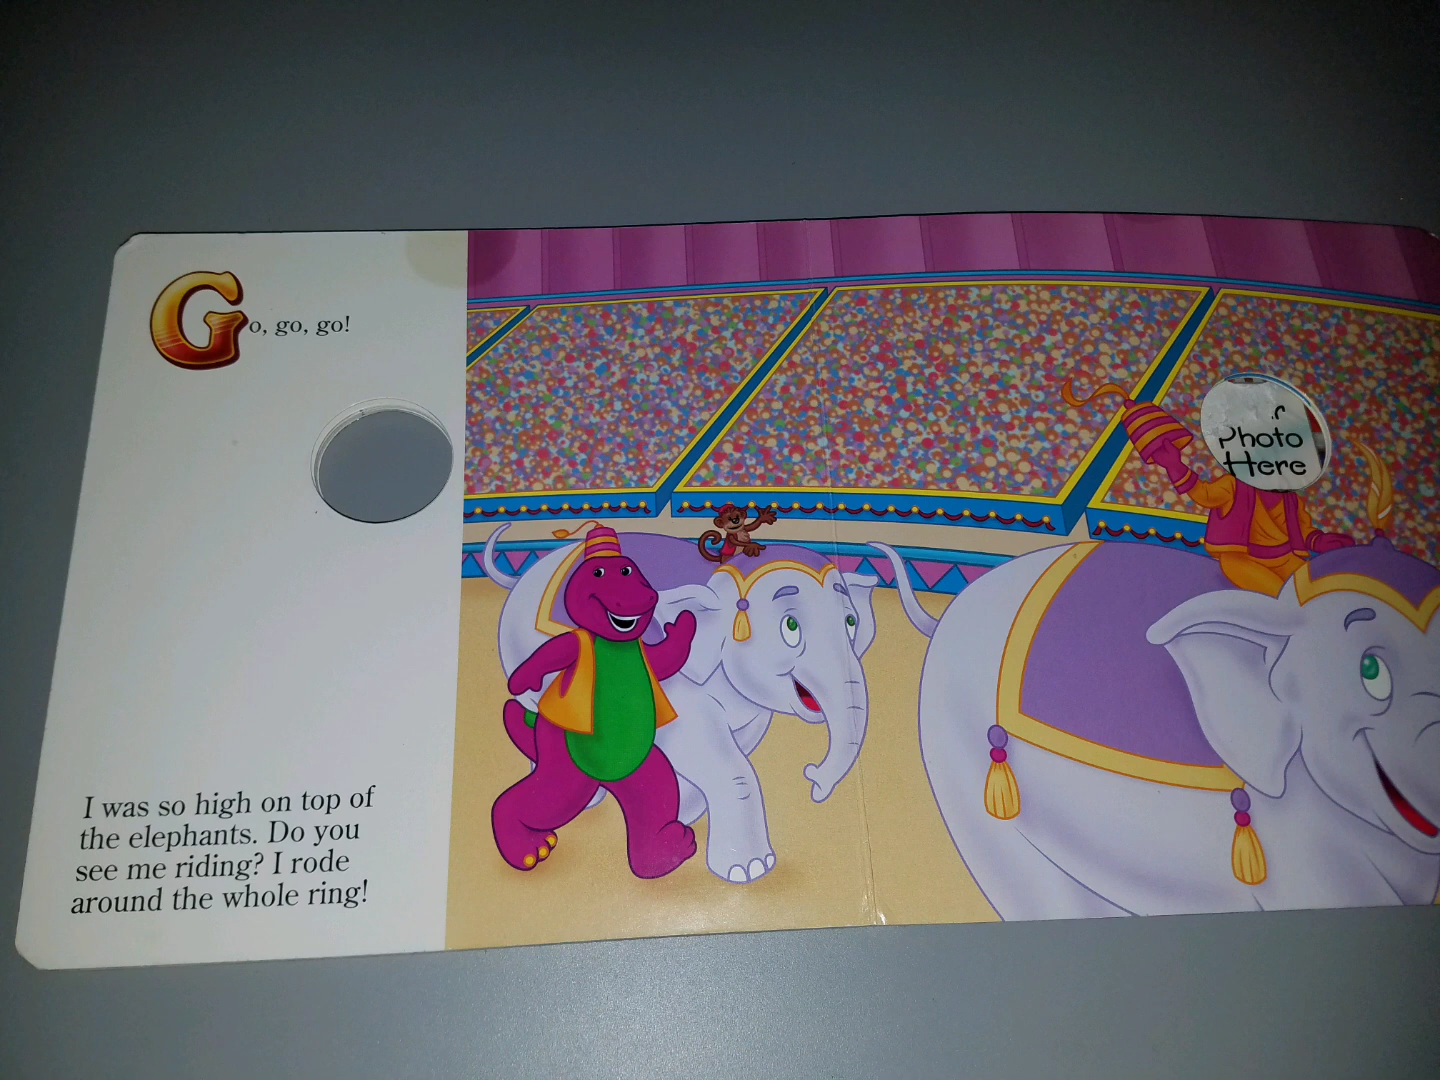 Go, go, go!
I was so high on top of
the elephants. Do you
see me riding? I rode
around the whole ring!
Photo
Here